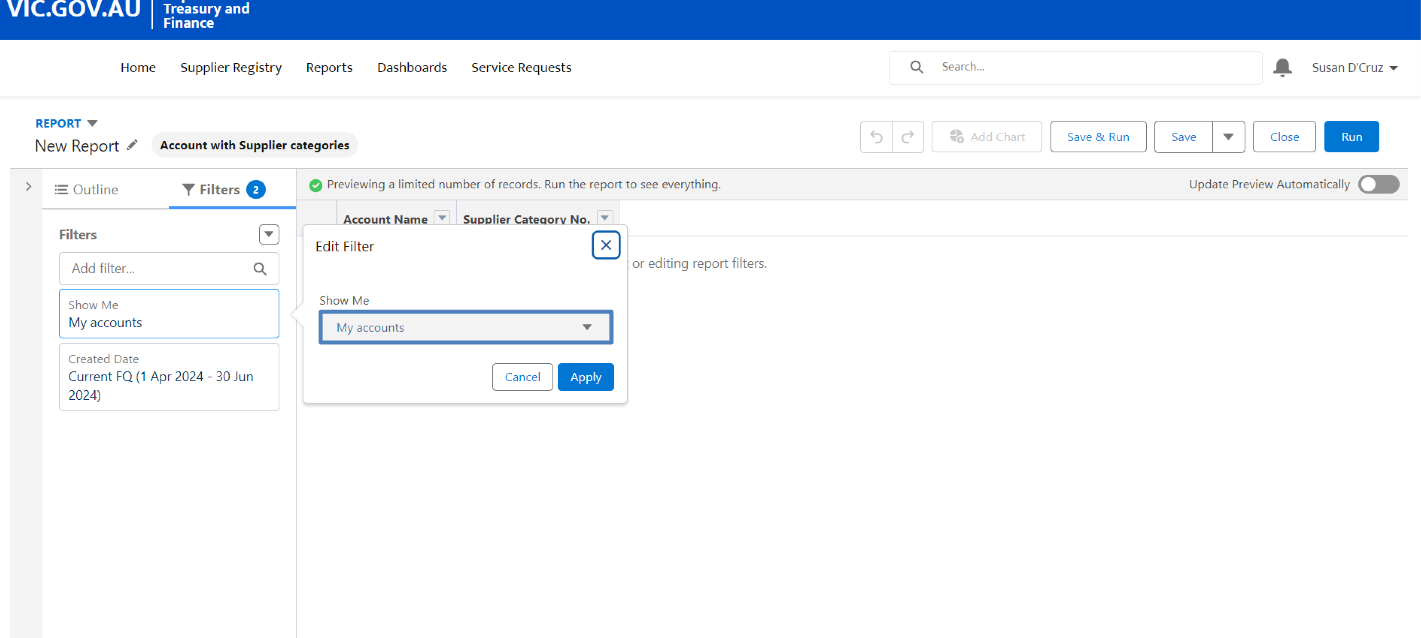 VIC.GOV.AU
Treasury and
Finance
Home Supplier Registry Reports Dashboards Service Requests Search... Susan D'Cruz
REPORT
New Report Account with Supplier categories
Add Chart Save & Run Save Close Run
Outline Filters 2
Previewing a limited number of records. Run the report to see everything. Update Preview Automatically
Account Name Supplier Category No.
Filters
Add filter...
Show Me
My accounts
Created Date
Current FQ (1 Apr 2024 - 30 Jun
2024)
Edit Filter
or editing report filters.
Show Me
My accounts
Cancel Apply